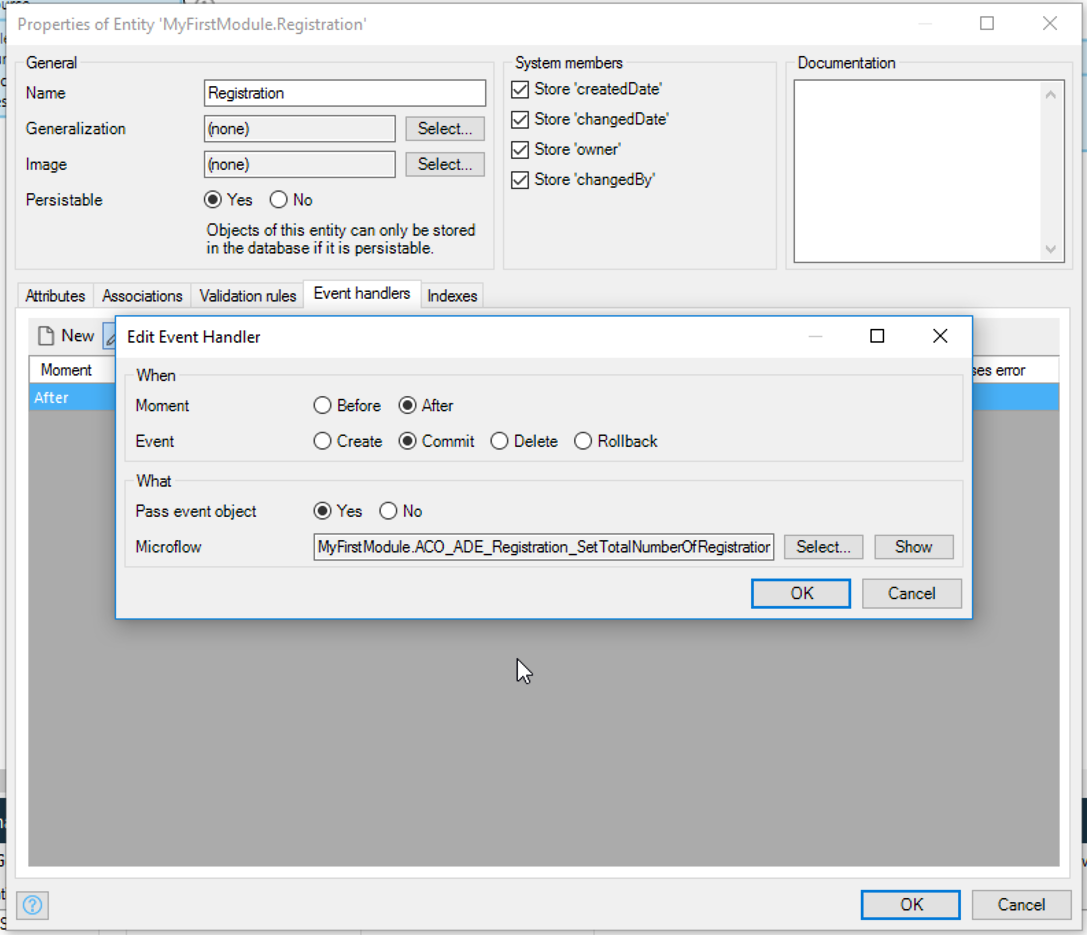 Properties of Entity 'MyFirstModule.Registration'
General
Name
Registration
Generalization
(none)
Select...
Image
(none)
Select...
Persistable
Yes
No
Objects of this entity can only be stored
in the database if it is persistable.
System members
Store 'createdDate'
Store 'changedDate'
Store 'owner'
Store 'changedBy'
Documentation
Attributes
Associations
Validation rules
Event handlers
Indexes
New
Moment
After
Edit Event Handler
When
Moment
Before
After
Event
Create
Commit
Delete
Rollback
What
Pass event object
Yes
No
Microflow
MyFirstModule.ACO_ADE_Registration_SetTotalNumberOfRegistration
Select...
Show
OK
Cancel
error
OK
Cancel